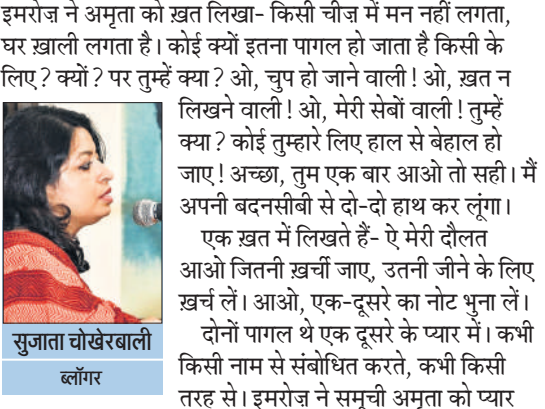 इमरोज़ ने अमृता को ख़त लिखा- किसी चीज़ में मन नहीं लगता,
घर ख़ाली लगता है। कोई क्यों इतना पागल हो जाता है किसी के
लिए? क्यों? पर तुम्हें क्या? ओ, चुप हो जाने वाली! ओ, ख़त न
लिखने वाली! ओ, मेरी सेबों वाली! तुम्हें
क्या? कोई तुम्हारे लिए हाल से बेहाल हो
जाए! अच्छा, तुम एक बार आओ तो सही। मैं
अपनी बदनसीबी से दो-दो हाथ कर लूंगा।
एक ख़त में लिखते हैं- ऐ मेरी दौलत
आओ जितनी ख़र्ची जाए, उतनी जीने के लिए
ख़र्च लें। आओ, एक-दूसरे का नोट भुना लें।
दोनों पागल थे एक दूसरे के प्यार में। कभी
किसी नाम से संबोधित करते, कभी किसी
तरह से। इमरोज़ ने समूची अमृता को प्यार
सुजाता चोखेरबाली
ब्लॉगर